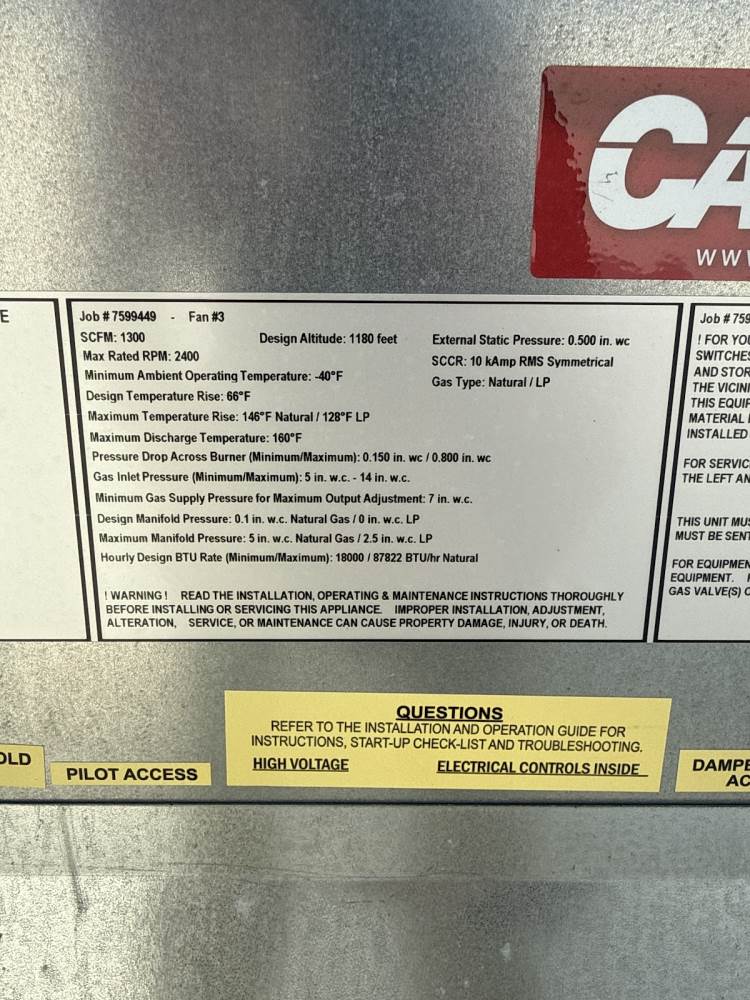 CA
WWW
E
Job # 7599449 - Fan #3
SCFM: 1300 Design Altitude: 1180 feet External Static Pressure: 0.500 in. wc
Max Rated RPM: 2400 SCCR: 10 kAmp RMS Symmetrical
Minimum Ambient Operating Temperature: -40°F Gas Type: Natural / LP
Design Temperature Rise: 66°F
Maximum Temperature Rise: 146°F Natural / 128°F LP
Maximum Discharge Temperature: 160°F
Pressure Drop Across Burner (Minimum/Maximum): 0.150 in. wc / 0.800 in. wc
Gas Inlet Pressure (Minimum/Maximum): 5 in. w.c. - 14 in. w.c.
Minimum Gas Supply Pressure for Maximum Output Adjustment: 7 in. w.c.
Design Manifold Pressure: 0.1 in. w.c. Natural Gas / 0 in. w.c. LP
Maximum Manifold Pressure: 5 in. w.c. Natural Gas / 2.5 in. w.c. LP
Hourly Design BTU Rate (Minimum/Maximum): 18000 / 87822 BTU/hr Natural
! WARNING ! READ THE INSTALLATION, OPERATING & MAINTENANCE INSTRUCTIONS THOROUGHLY
BEFORE INSTALLING OR SERVICING THIS APPLIANCE. IMPROPER INSTALLATION, ADJUSTMENT,
ALTERATION, SERVICE, OR MAINTENANCE CAN CAUSE PROPERTY DAMAGE, INJURY, OR DEATH.
Job # 759
! FOR YOU
SWITCHES
AND STOR
THE VICINI
THIS EQUIP
MATERIAL
INSTALLED
FOR SERVIC
THE LEFT AN
THIS UNIT MUS
MUST BE SENT
FOR EQUIPMEN
EQUIPMENT.
GAS VALVE(S) O
OLD
PILOT ACCESS
QUESTIONS
REFER TO THE INSTALLATION AND OPERATION GUIDE FOR
INSTRUCTIONS, START-UP CHECK-LIST AND TROUBLESHOOTING.
HIGH VOLTAGE ELECTRICAL CONTROLS INSIDE
DAMPE
AC